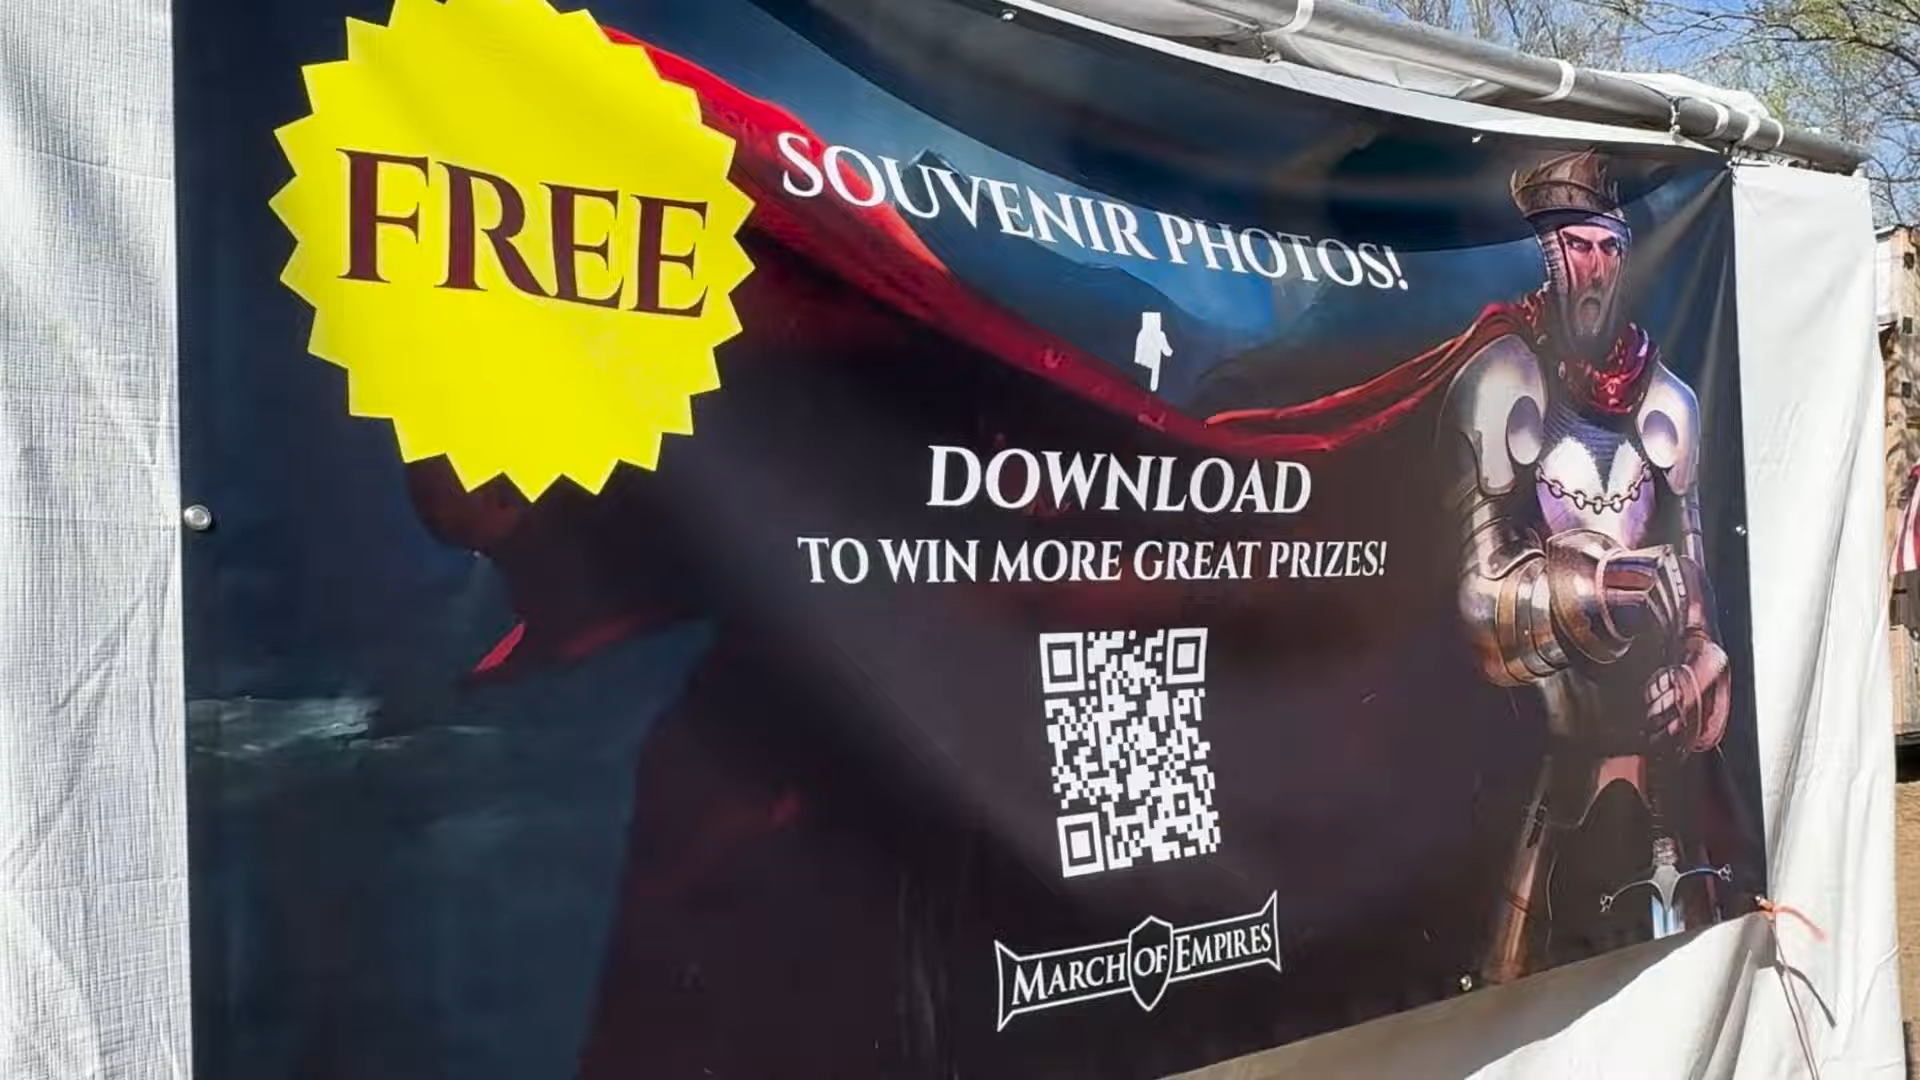 FREE
SOUVENIR PHOTOS!
DOWNLOAD
TO WIN MORE GREAT PRIZES!
MARCH OF EMPIRES